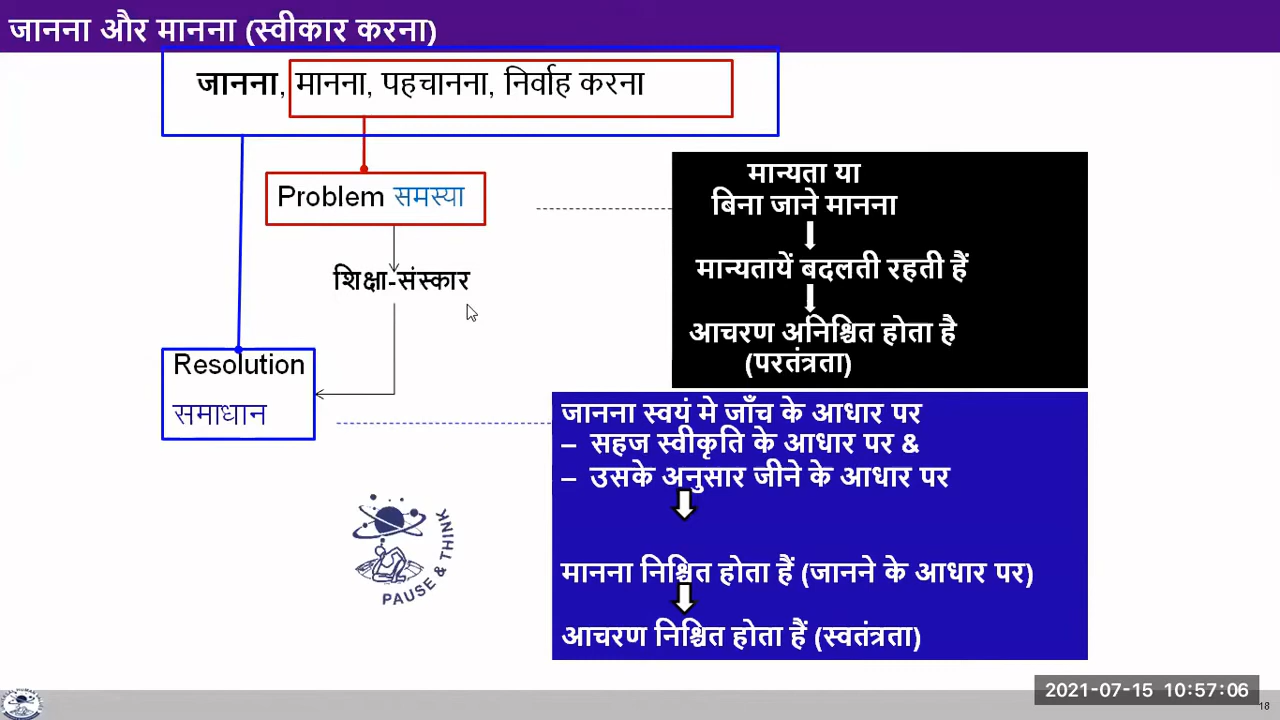 जानना और मानना (स्वीकार करना)
जानना, मानना, पहचानना, निर्वाह करना
Problem समस्या
शिक्षा-संस्कार
Resolution
समाधान
मान्यता या
बिना जाने मानना
मान्यतायें बदलती रहती हैं
आचरण अनिश्चित होता है
(परतंत्रता)
जानना स्वयं मे जाँच के आधार पर
– सहज स्वीकृति के आधार पर &
– उसके अनुसार जीने के आधार पर
मानना निश्चित होता हैं (जानने के आधार पर)
आचरण निश्चित होता हैं (स्वतंत्रता)
PAUSE & THINK
2021-07-15 10:57:06
18